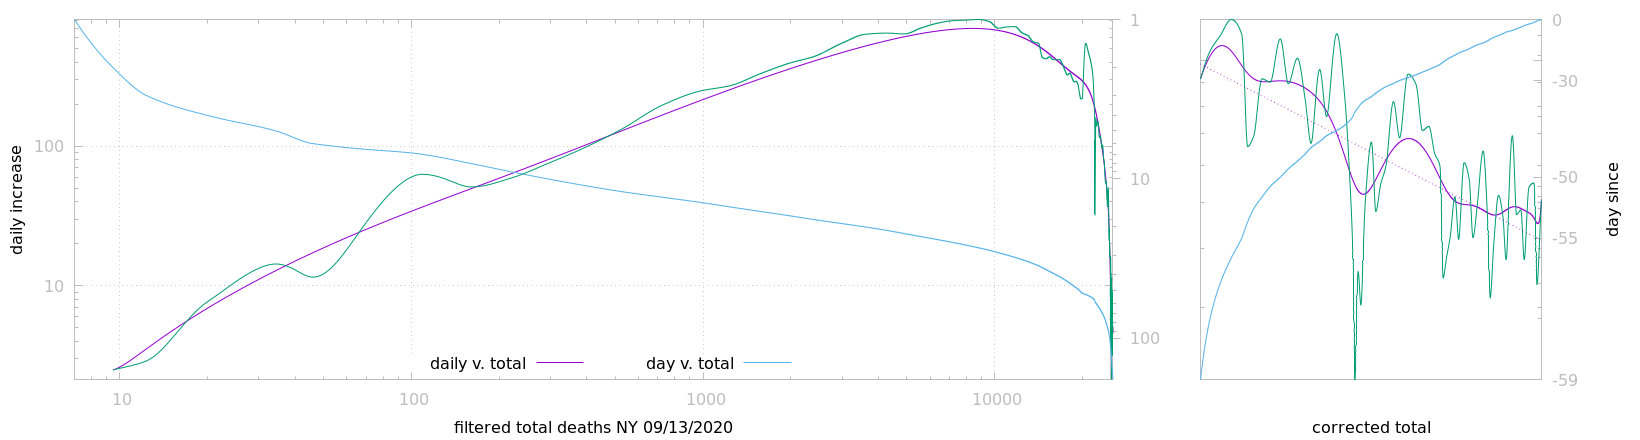 daily increase
100
10
1
10
100
daily v. total
day v. total
10
100
1000
10000
filtered total deaths NY 09/13/2020
0
-30
-50
-55
-59
day since
corrected total